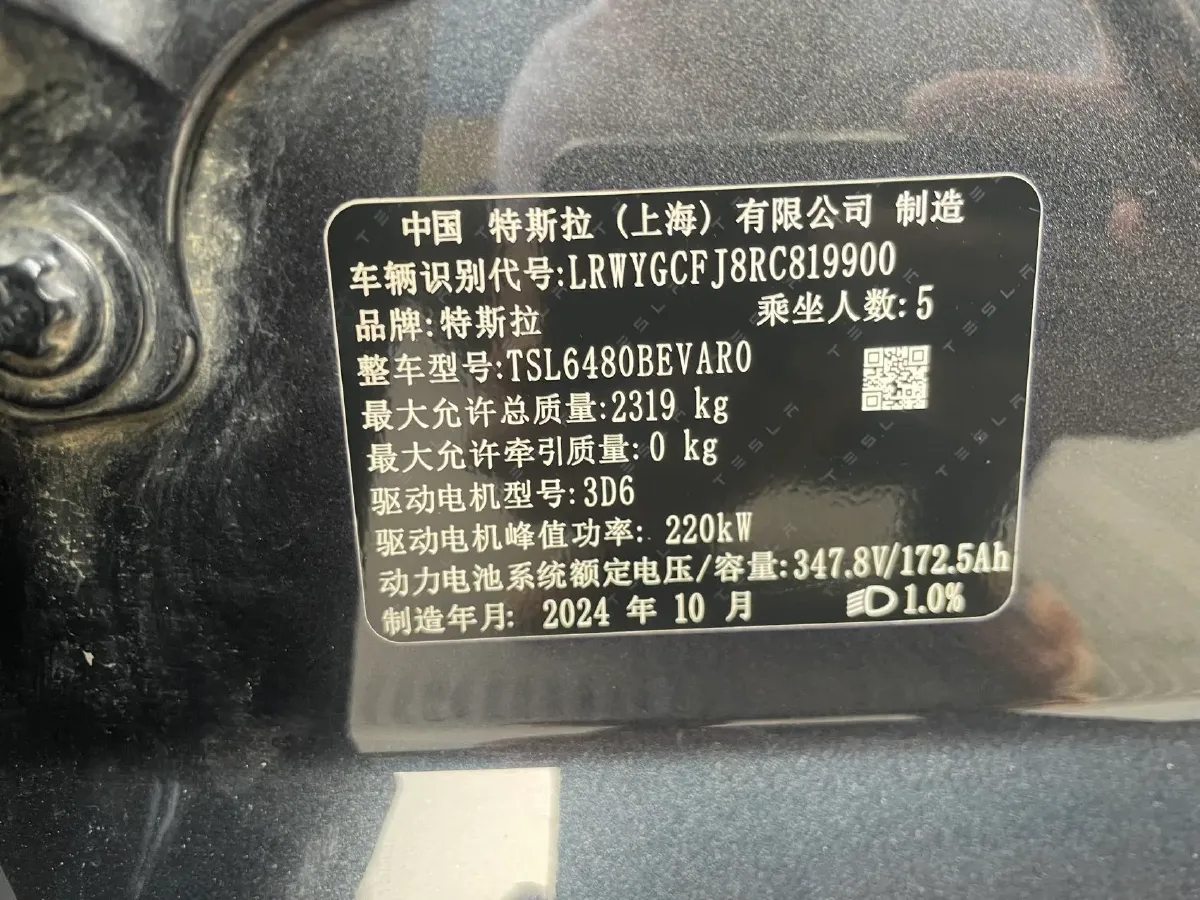 中国 特斯拉（上海）有限公司 制造
车辆识别代号:LRWYGCFJ8RC819900
品牌:特斯拉 乘坐人数:5
整车型号:TSL6480BEVAR0
最大允许总质量:2319 kg
最大允许牵引质量:0 kg
驱动电机型号:3D6
驱动电机峰值功率: 220kW
动力电池系统额定电压/容量:347.8V/172.5Ah
制造年月: 2024 年 10 月 1.0%